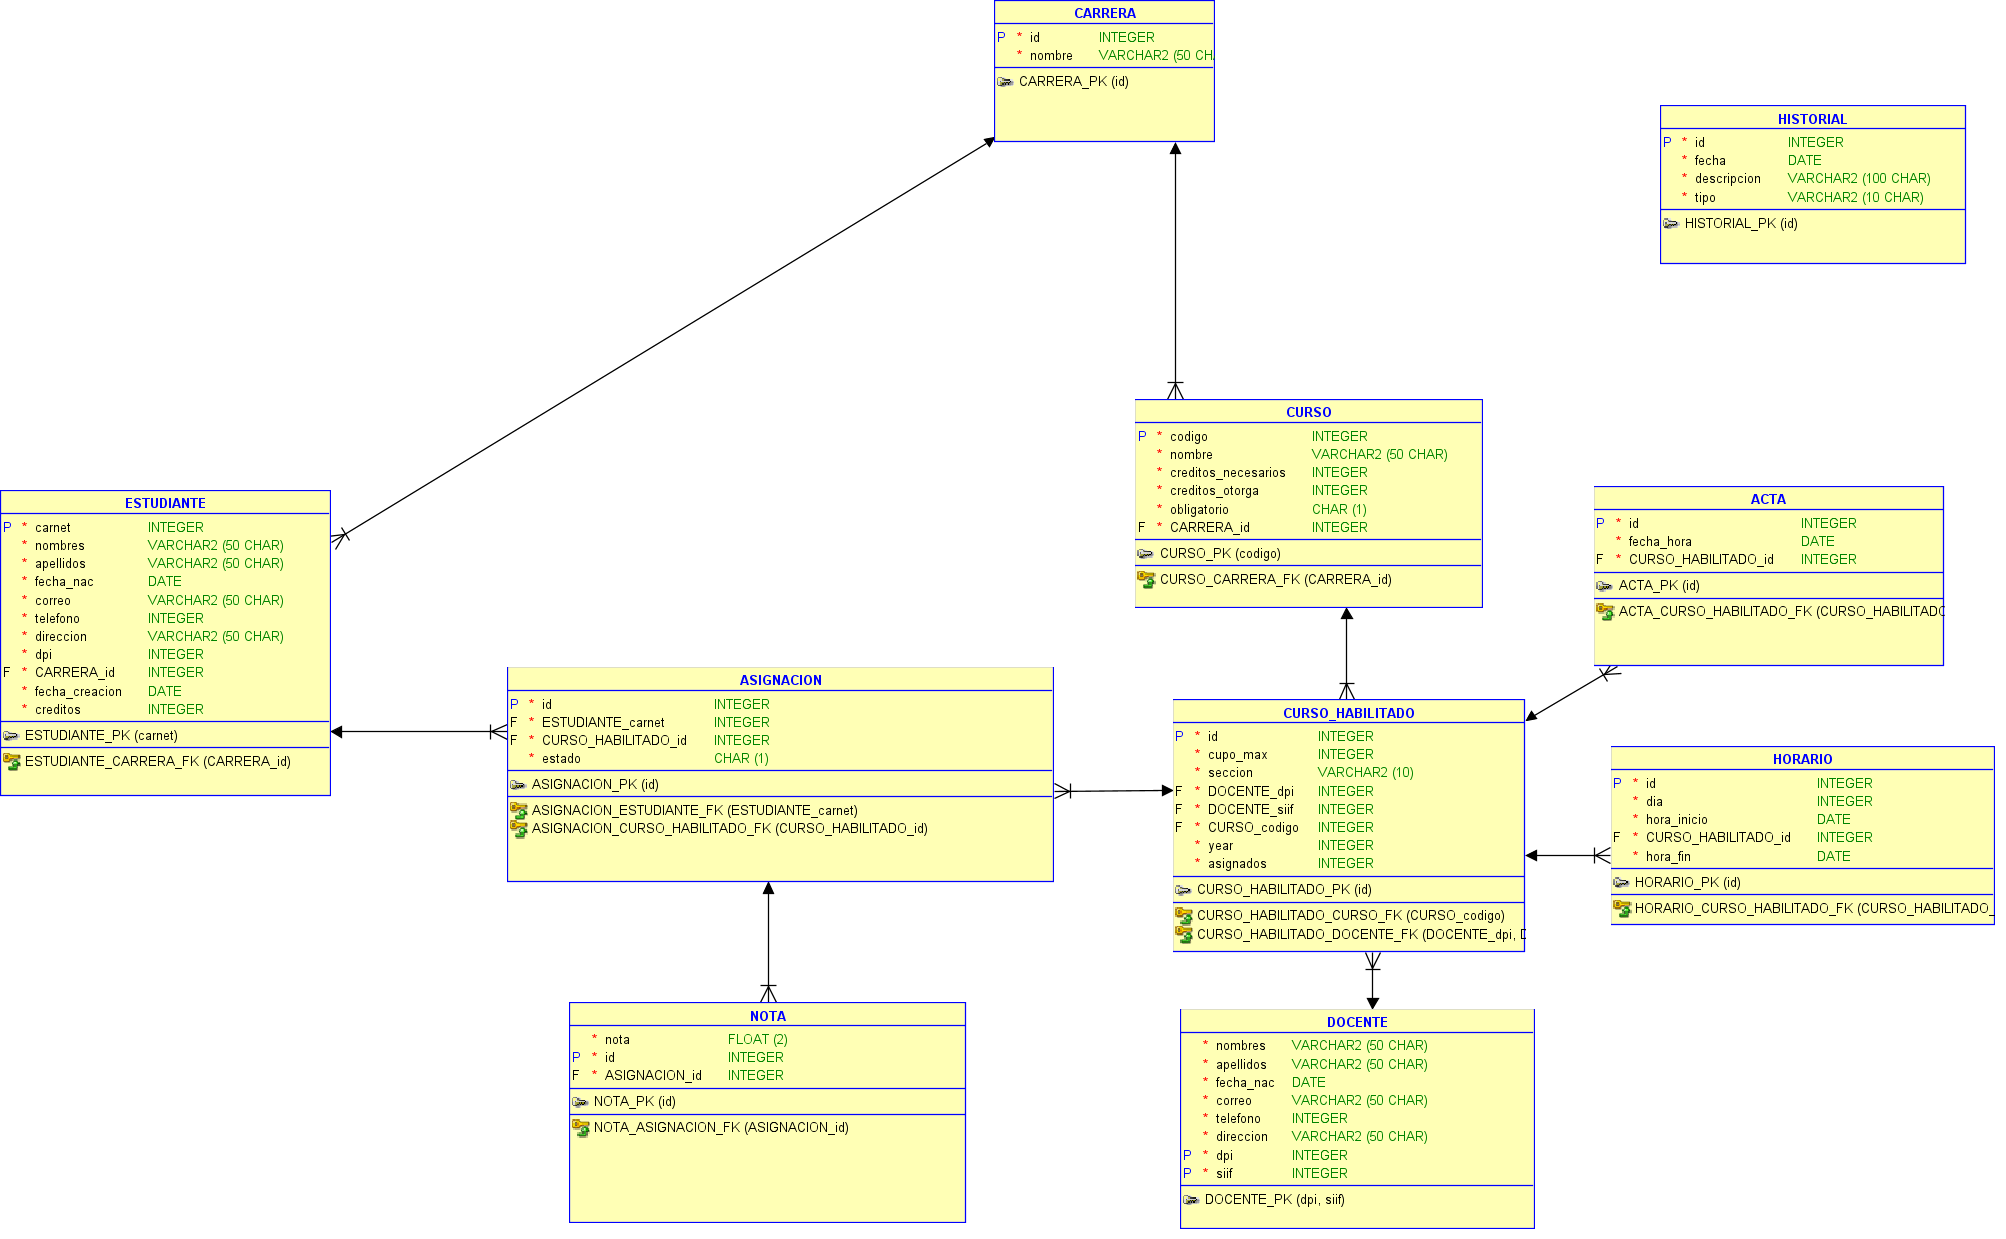 CARRERA
P * id INTEGER
* nombre VARCHAR2 (50 CH
CARRERA_PK (id)
HISTORIAL
P * id INTEGER
* fecha DATE
* descripcion VARCHAR2 (100 CHAR)
* tipo VARCHAR2 (10 CHAR)
HISTORIAL_PK (id)
CURSO
P * codigo INTEGER
* nombre VARCHAR2 (50 CHAR)
* creditos_necesarios INTEGER
* creditos_otorga INTEGER
* obligatorio CHAR (1)
F * CARRERA_id INTEGER
CURSO_PK (codigo)
CURSO_CARRERA_FK (CARRERA_id)
ESTUDIANTE
P * carnet INTEGER
* nombres VARCHAR2 (50 CHAR)
* apellidos VARCHAR2 (50 CHAR)
* fecha_nac DATE
* correo VARCHAR2 (50 CHAR)
* telefono INTEGER
* direccion VARCHAR2 (50 CHAR)
* dpi INTEGER
F * CARRERA_id INTEGER
* fecha_creacion DATE
* creditos INTEGER
ESTUDIANTE_PK (carnet)
ESTUDIANTE_CARRERA_FK (CARRERA_id)
ACTA
P * id INTEGER
* fecha_hora DATE
F * CURSO_HABILITADO_id INTEGER
ACTA_PK (id)
ACTA_CURSO_HABILITADO_FK (CURSO_HABILITADO
ASIGNACION
P * id INTEGER
F * ESTUDIANTE_carnet INTEGER
F * CURSO_HABILITADO_id INTEGER
* estado CHAR (1)
ASIGNACION_PK (id)
ASIGNACION_ESTUDIANTE_FK (ESTUDIANTE_carnet)
ASIGNACION_CURSO_HABILITADO_FK (CURSO_HABILITADO_id)
CURSO_HABILITADO
P * id INTEGER
* cupo_max INTEGER
* seccion VARCHAR2 (10)
F * DOCENTE_dpi INTEGER
F * DOCENTE_siif INTEGER
F * CURSO_codigo INTEGER
* year INTEGER
* asignados INTEGER
CURSO_HABILITADO_PK (id)
CURSO_HABILITADO_CURSO_FK (CURSO_codigo)
CURSO_HABILITADO_DOCENTE_FK (DOCENTE_dpi, D
HORARIO
P * id INTEGER
* dia INTEGER
* hora_inicio DATE
F * CURSO_HABILITADO_id INTEGER
* hora_fin DATE
HORARIO_PK (id)
HORARIO_CURSO_HABILITADO_FK (CURSO_HABILITADO_
NOTA
* nota FLOAT (2)
P * id INTEGER
F * ASIGNACION_id INTEGER
NOTA_PK (id)
NOTA_ASIGNACION_FK (ASIGNACION_id)
DOCENTE
* nombres VARCHAR2 (50 CHAR)
* apellidos VARCHAR2 (50 CHAR)
* fecha_nac DATE
* correo VARCHAR2 (50 CHAR)
* telefono INTEGER
* direccion VARCHAR2 (50 CHAR)
P * dpi INTEGER
P * siif INTEGER
DOCENTE_PK (dpi, siif)